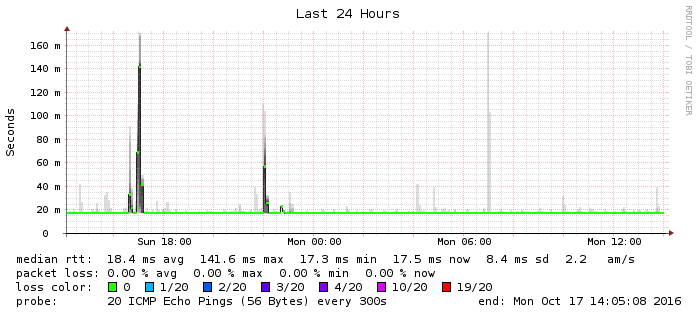 Last 24 Hours
RRDTOOL / TOBI OETIKER
Seconds
160 m
140 m
120 m
100 m
80 m
60 m
40 m
20 m
0
Sun 18:00 Mon 00:00 Mon 06:00 Mon 12:00
median rtt: 18.4 ms avg 141.6 ms max 17.3 ms min 17.5 ms now 8.4 ms sd 2.2 am/s
packet loss: 0.00 % avg 0.00 % max 0.00 % min 0.00 % now
loss color: 0 1/20 2/20 3/20 4/20 10/20 19/20
probe: 20 ICMP Echo Pings (56 Bytes) every 300s end: Mon Oct 17 14:05:08 2016